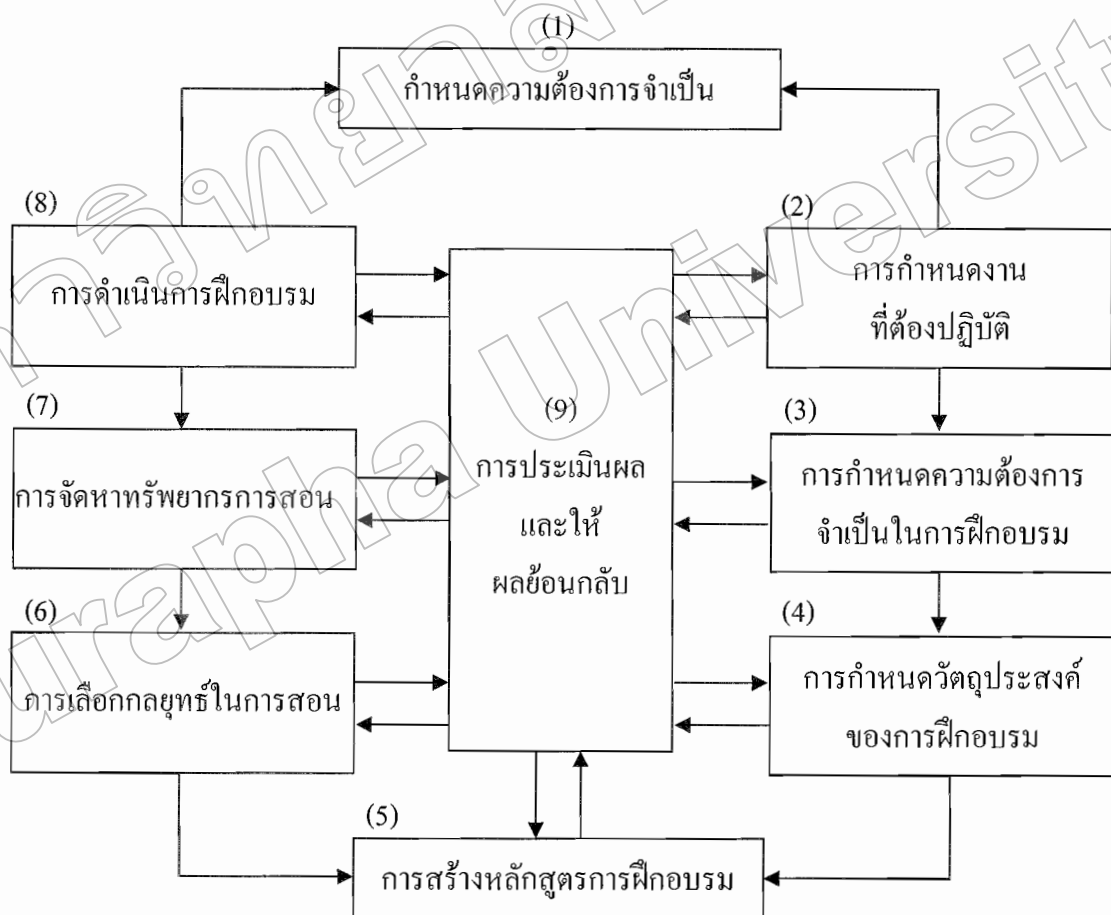 (1)
กำหนดความต้องการจำเป็น
(8)
การดำเนินการฝึกอบรม
(2)
การกำหนดงาน
ที่ต้องปฏิบัติ
(7)
การจัดหาทรัพยากรการสอน
(9)
การประเมินผล
และให้
ผลย้อนกลับ
(3)
การกำหนดความต้องการ
จำเป็นในการฝึกอบรม
(6)
การเลือกกลยุทธ์ในการสอน
(4)
การกำหนดวัตถุประสงค์
ของการฝึกอบรม
(5)
การสร้างหลักสูตรการฝึกอบรม
Burapha University